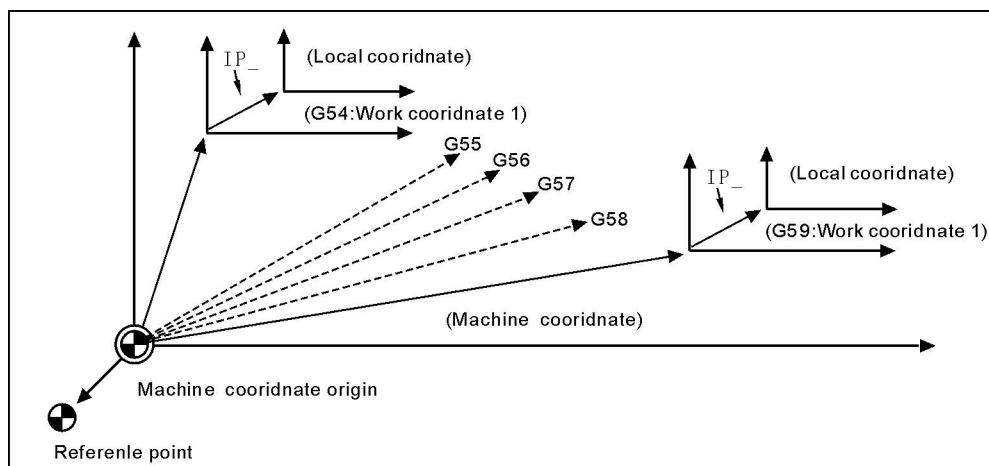 IP_
(Local cooridnate)
(G54:Work cooridnate 1)
G55
G56
G57
G58
IP_
(Local cooridnate)
(G59:Work cooridnate 1)
(Machine cooridnate)
Machine cooridnate origin
Referenle point